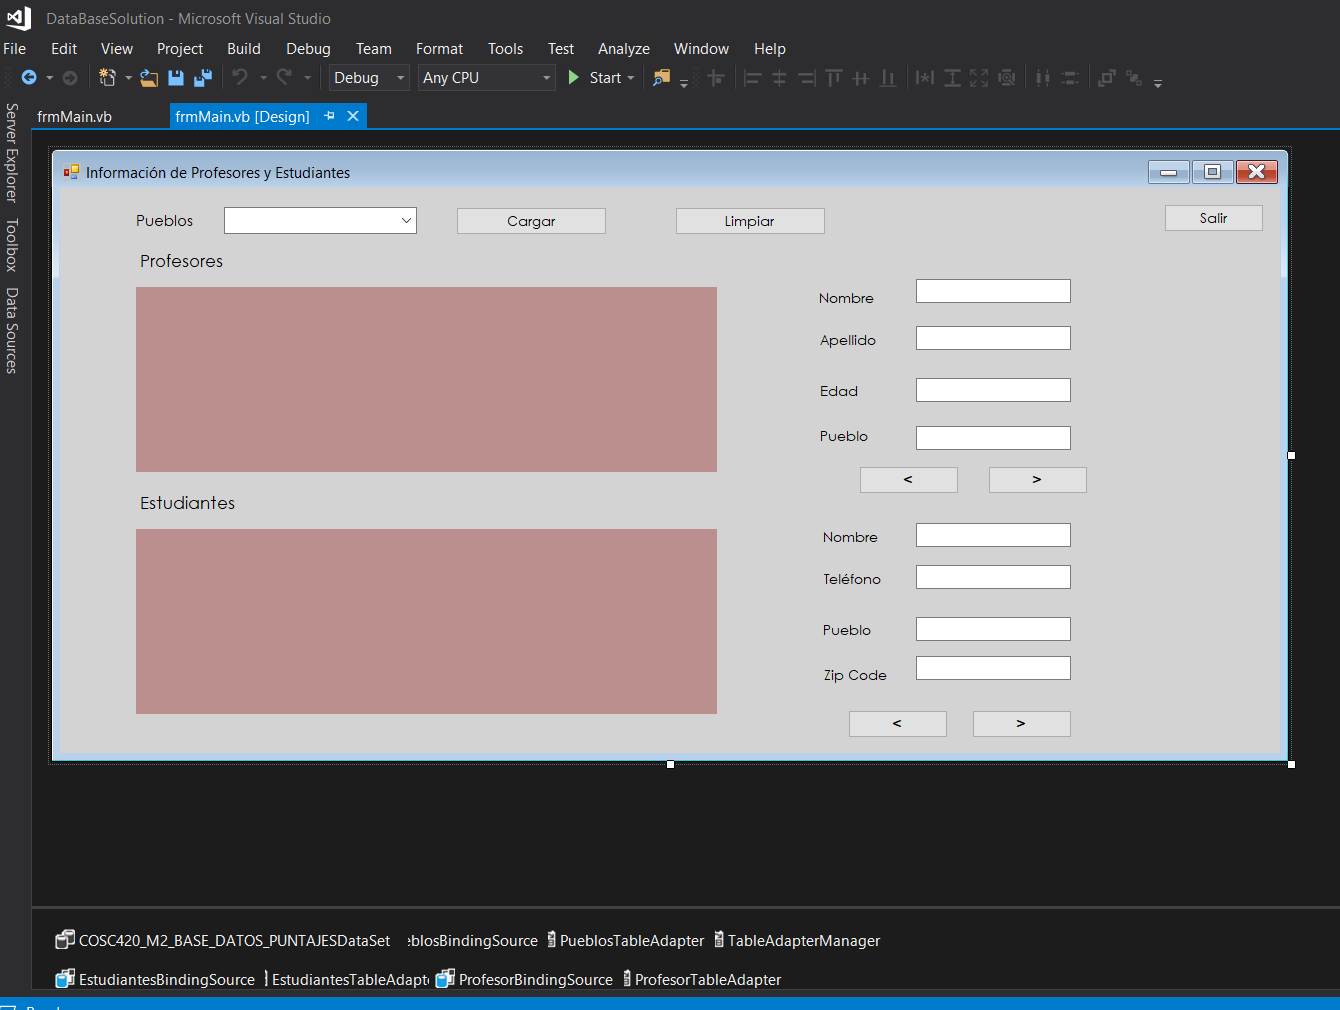 DataBaseSolution - Microsoft Visual Studio
File Edit View Project Build Debug Team Format Tools Test Analyze Window Help
Debug Any CPU Start
Server Explorer
Toolbox
Data Sources
frmMain.vb frmMain.vb [Design]
Información de Profesores y Estudiantes
Pueblos Cargar Limpiar Salir
Profesores
Nombre
Apellido
Edad
Pueblo
< >
Estudiantes
Nombre
Teléfono
Pueblo
Zip Code
< >
COSC420_M2_BASE_DATOS_PUNTAJESDataSet eblosBindingSource PueblosTableAdapter TableAdapterManager
EstudiantesBindingSource EstudiantesTableAdapt ProfesorBindingSource ProfesorTableAdapter